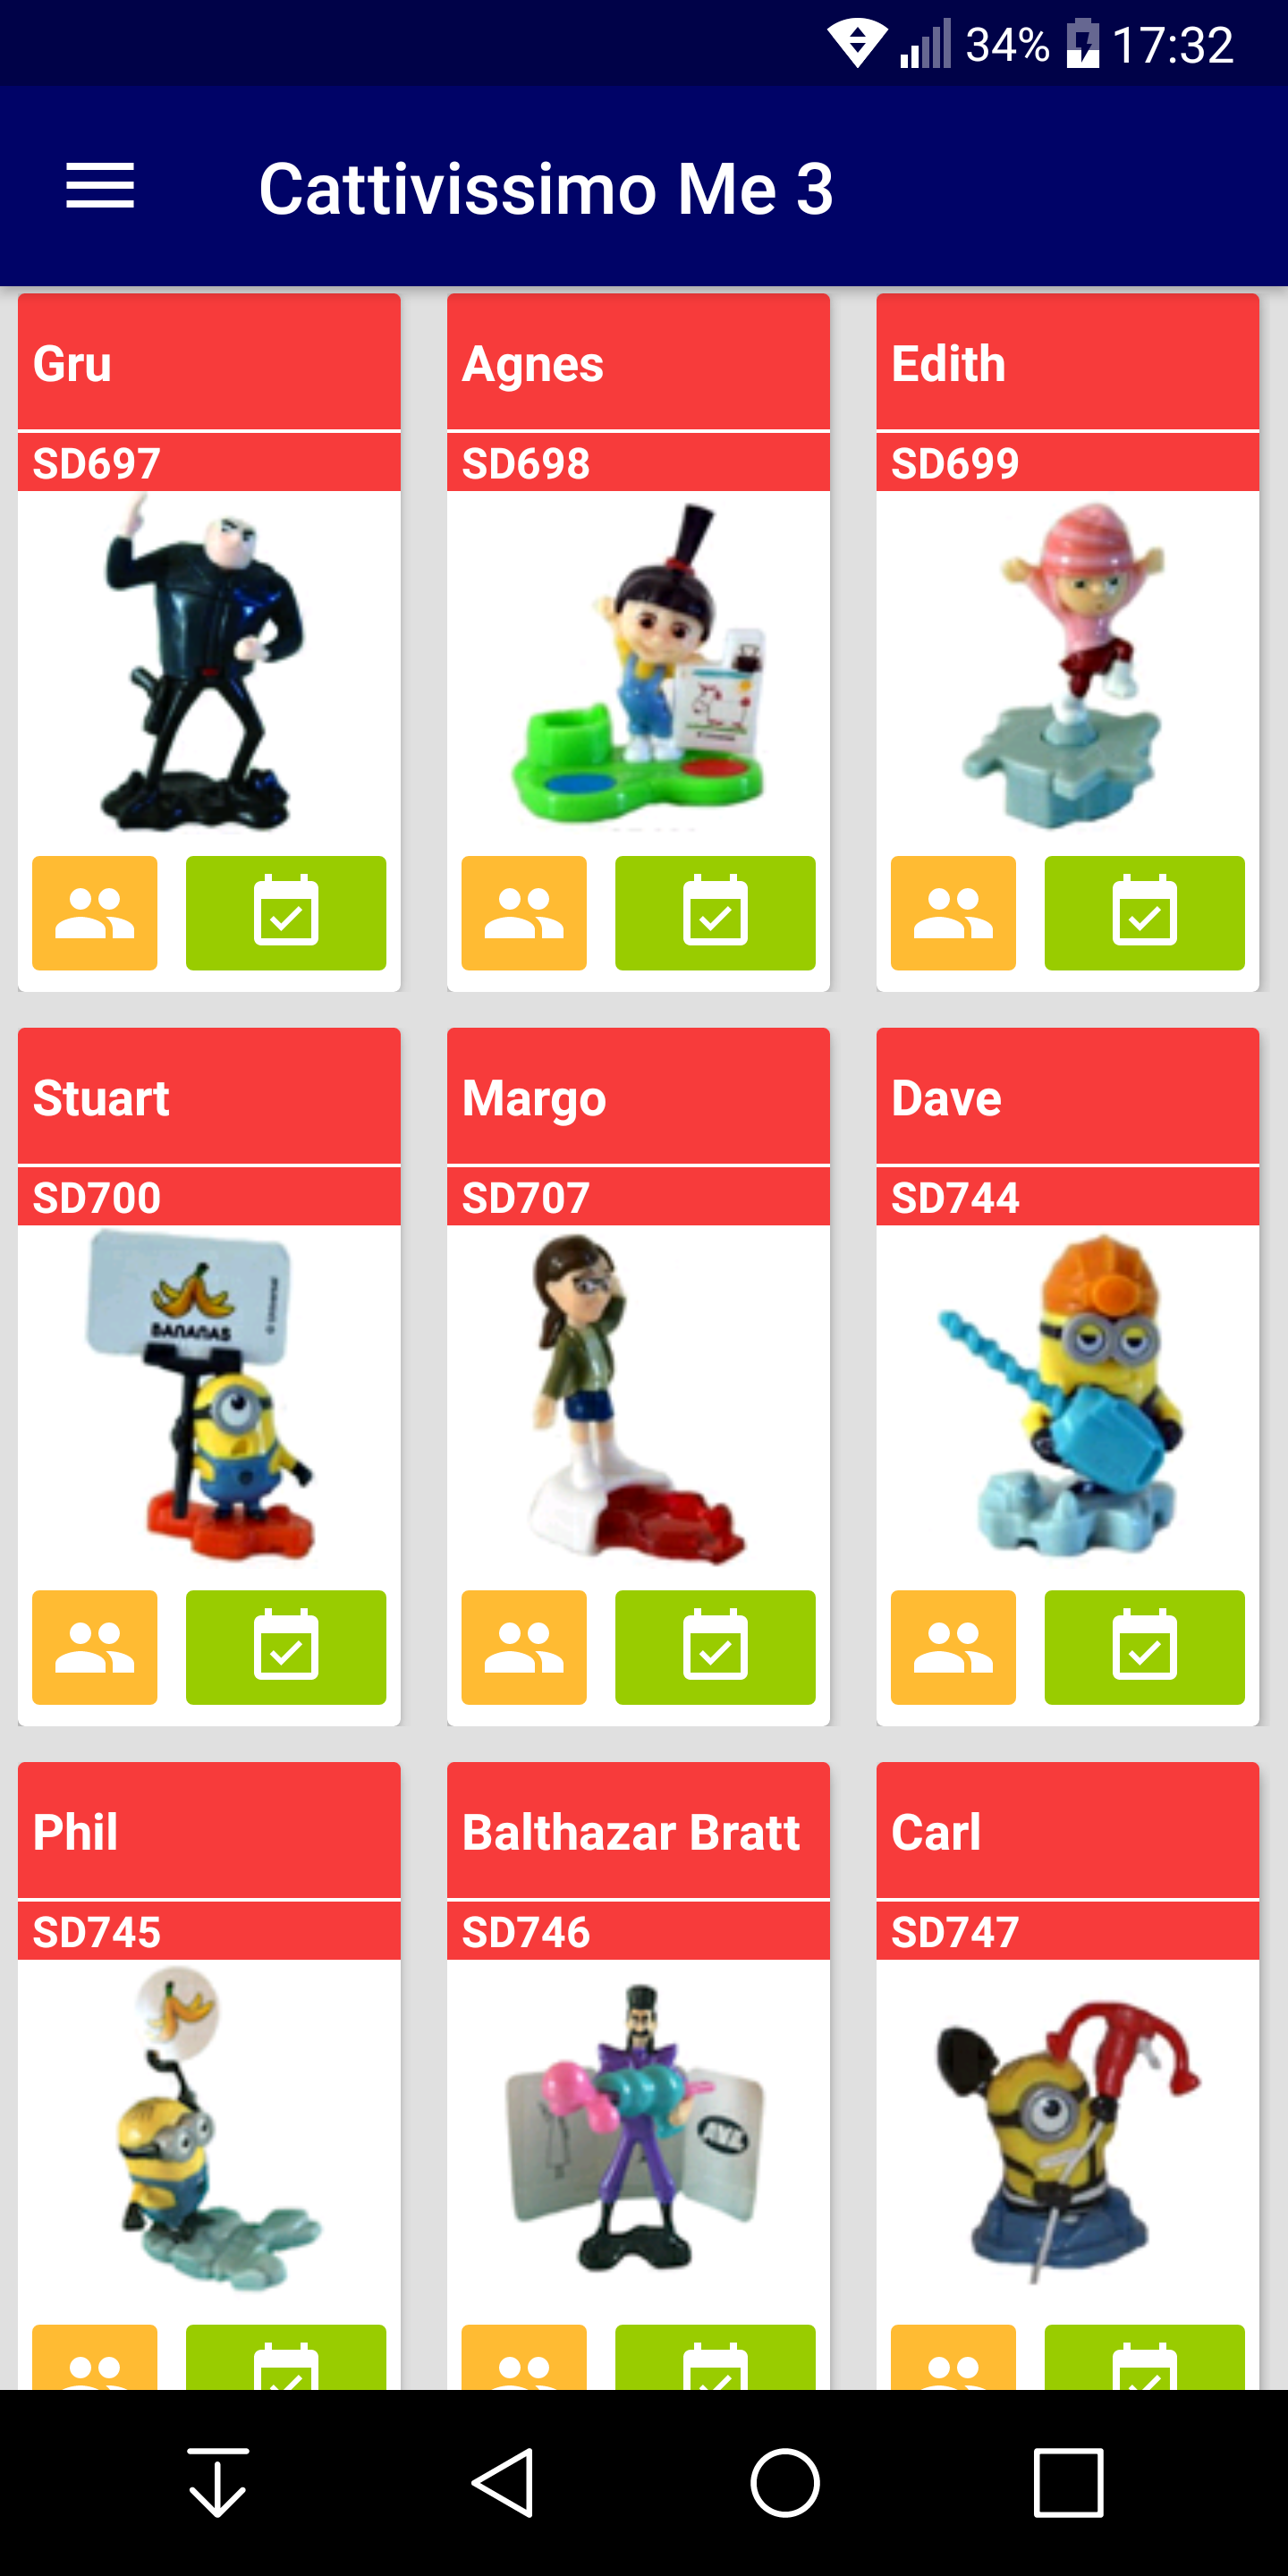 34% 17:32
Cattivissimo Me 3
Gru
SD697
Agnes
SD698
Edith
SD699
Stuart
SD700
BANANAS
Margo
SD707
Dave
SD744
Phil
SD745
Balthazar Bratt
SD746
Carl
SD747